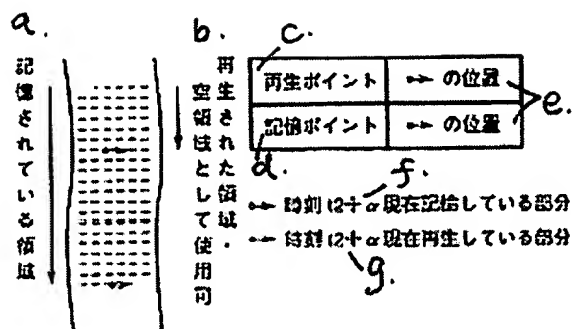 a.
記憶されている領域
b.
再生された領域・
空領域として使用可
c.
再生ポイント
の位置
記憶ポイント
の位置
d.
e.
f.
時刻t2+α現在記憶している部分
時刻t2+α現在再生している部分
g.